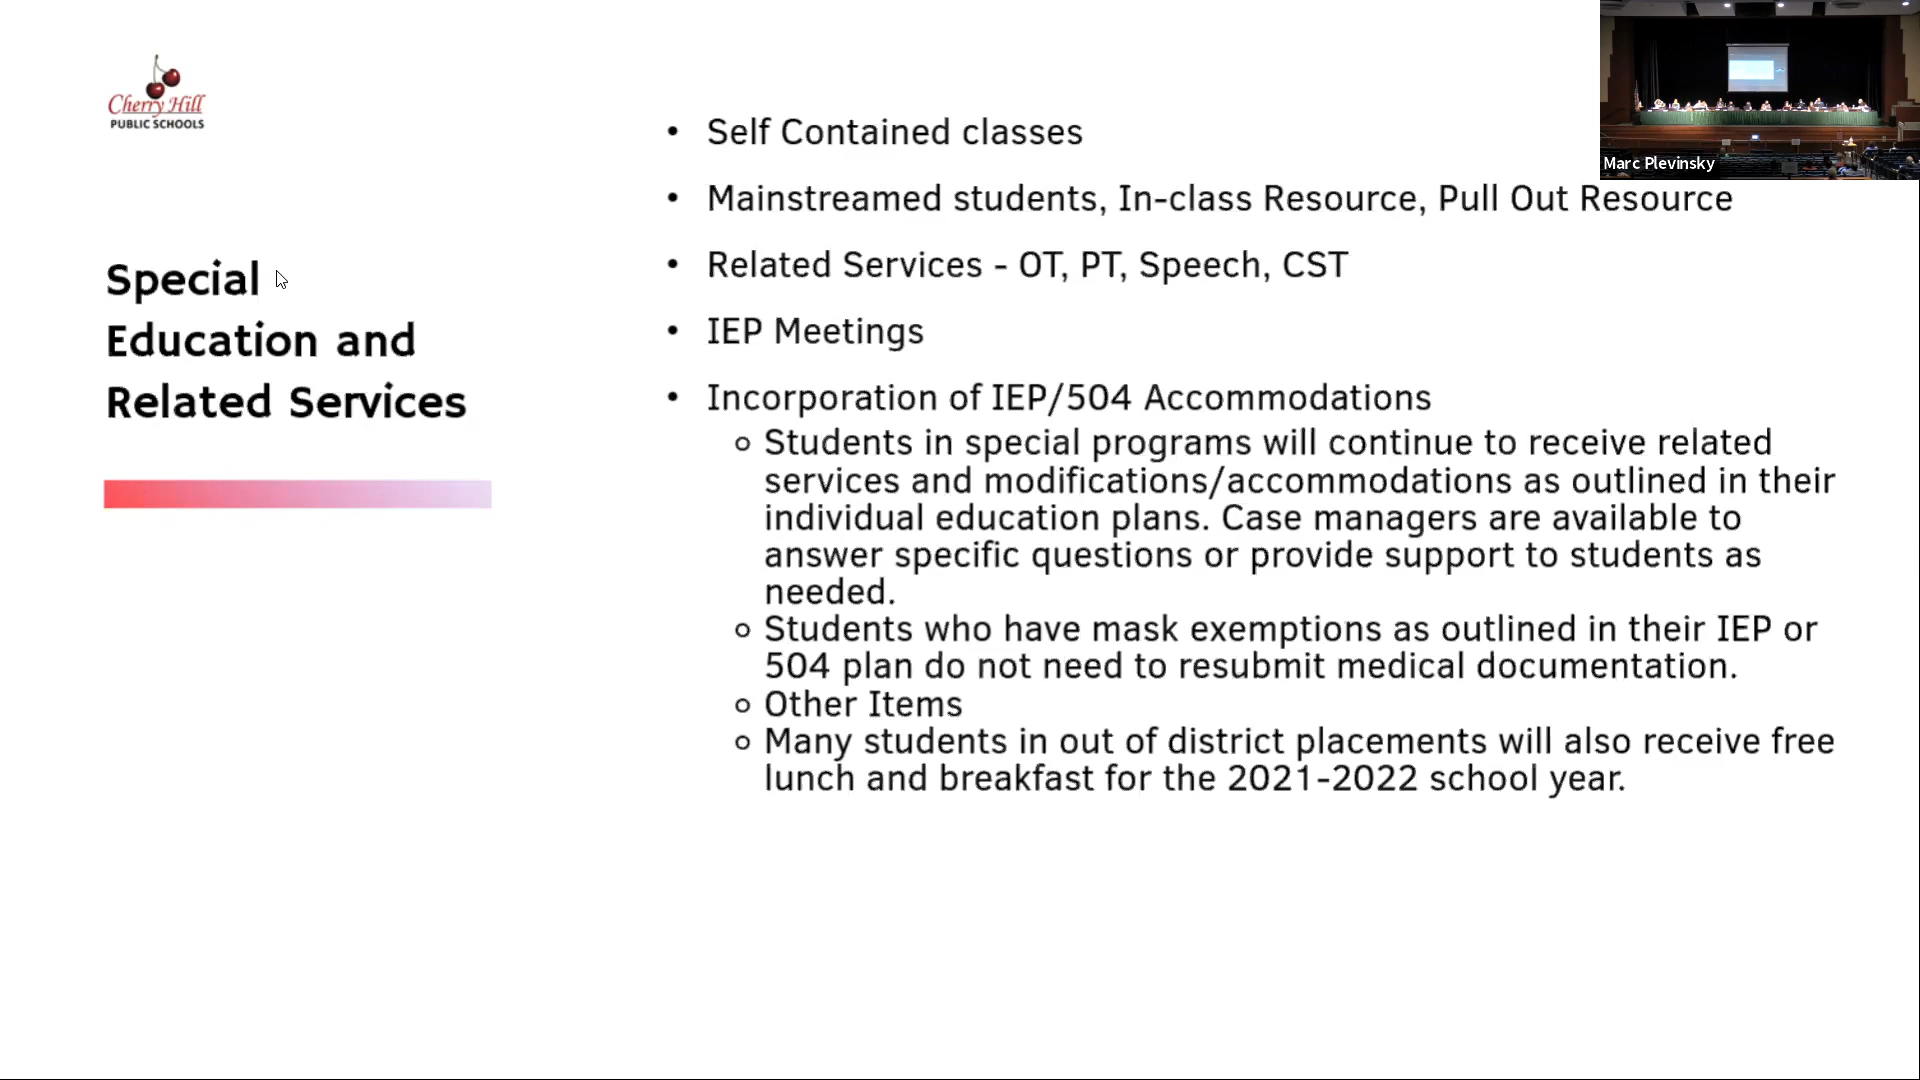 Cherry Hill
PUBLIC SCHOOLS
Special
Education and
Related Services
• Self Contained classes
• Mainstreamed students, In-class Resource, Pull Out Resource
• Related Services - OT, PT, Speech, CST
• IEP Meetings
• Incorporation of IEP/504 Accommodations
○ Students in special programs will continue to receive related
services and modifications/accommodations as outlined in their
individual education plans. Case managers are available to
answer specific questions or provide support to students as
needed.
○ Students who have mask exemptions as outlined in their IEP or
504 plan do not need to resubmit medical documentation.
○ Other Items
○ Many students in out of district placements will also receive free
lunch and breakfast for the 2021-2022 school year.
Marc Plevinsky